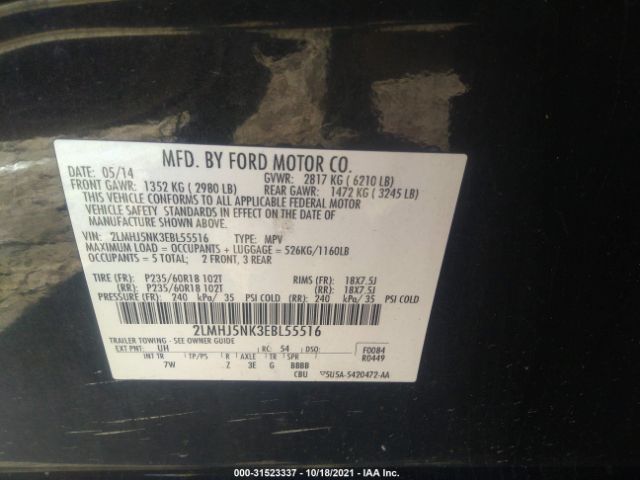 MFD. BY FORD MOTOR CO.
DATE: 05/14 GVWR: 2817 KG ( 6210 LB)
FRONT GAWR: 1352 KG ( 2980 LB) REAR GAWR: 1472 KG ( 3245 LB)
THIS VEHICLE CONFORMS TO ALL APPLICABLE FEDERAL MOTOR
VEHICLE SAFETY STANDARDS IN EFFECT ON THE DATE OF
MANUFACTURE SHOWN ABOVE.
VIN: 2LMHJ5NK3EBL55516 TYPE: MPV
MAXIMUM LOAD = OCCUPANTS + LUGGAGE = 526KG/1160LB
OCCUPANTS = 5 TOTAL; 2 FRONT, 3 REAR
TIRE (FR): P235/60R18 102T RIMS (FR): 18X7.5J
(RR): P235/60R18 102T (RR): 18X7.5J
PRESSURE (FR): 240 kPa/ 35 PSI COLD (RR): 240 kPa/ 35 PSI COLD
2LMHJ5NK3EBL55516
TRAILER TOWING - SEE OWNER GUIDE
EXT PNT: UH RC: 54 DSO: F0084
R0449
INT TR TP/PS R AXLE TR SPR
7W Z 3E G BBBB
CBU 5U5A-5420472-AA
000-31523337 - 10/18/2021 - IAA Inc.